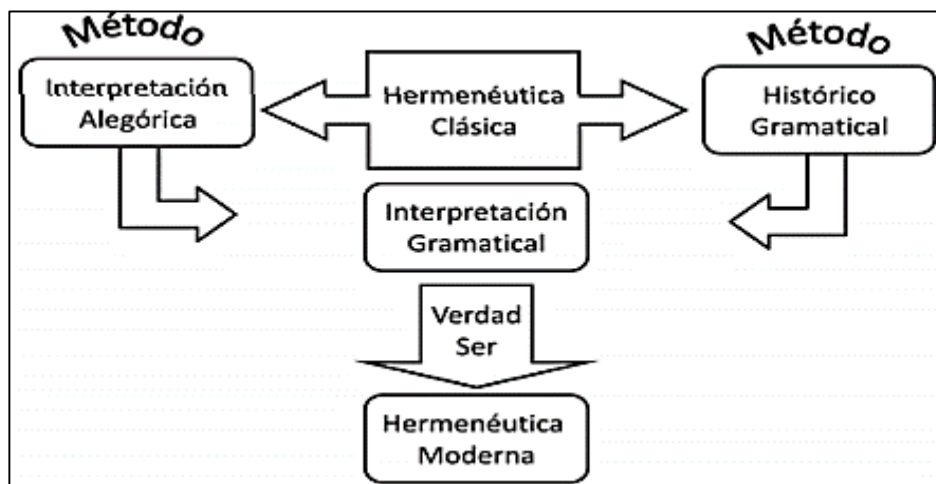 Método
Interpretación
Alegórica
Hermenéutica
Clásica
Método
Histórico
Gramatical
Interpretación
Gramatical
Verdad
Ser
Hermenéutica
Moderna